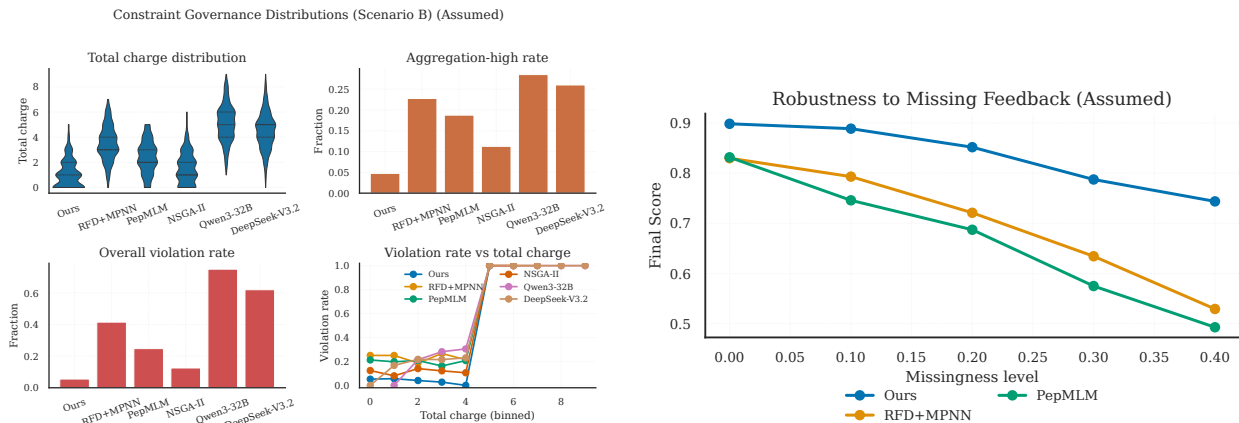 Constraint Governance Distributions (Scenario B) (Assumed)
Total charge distribution
Total charge
8
6
4
2
0
Ours
RFD+MPNN
PepMLM
NSGA-II
Qwen3-32B
DeepSeek-V3.2
Aggregation-high rate
Fraction
0.25
0.20
0.15
0.10
0.05
0.00
Ours
RFD+MPNN
PepMLM
NSGA-II
Qwen3-32B
DeepSeek-V3.2
Overall violation rate
Fraction
0.6
0.4
0.2
0.0
Ours
RFD+MPNN
PepMLM
NSGA-II
Qwen3-32B
DeepSeek-V3.2
Violation rate vs total charge
Violation rate
1.0
0.8
0.6
0.4
0.2
0.0
Ours
RFD+MPNN
PepMLM
NSGA-II
Qwen3-32B
DeepSeek-V3.2
0 2 4 6 8
Total charge (binned)
Robustness to Missing Feedback (Assumed)
Final Score
0.9
0.8
0.7
0.6
0.5
0.00 0.05 0.10 0.15 0.20 0.25 0.30 0.35 0.40
Missingness level
Ours
RFD+MPNN
PepMLM